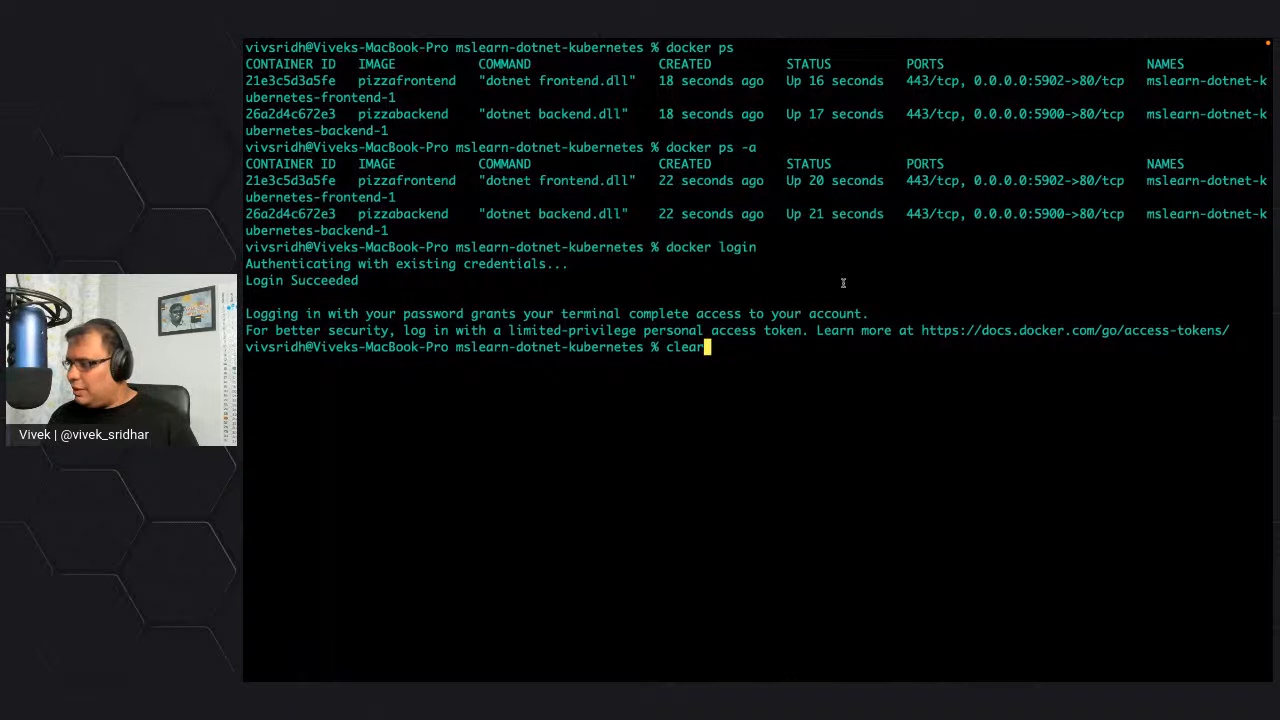 vivsridh@Viveks-MacBook-Pro mslearn-dotnet-kubernetes % docker ps
CONTAINER ID   IMAGE           COMMAND                CREATED          STATUS          PORTS                         NAMES
21e3c5d3a5fe   pizzafrontend   "dotnet frontend.dll"   18 seconds ago   Up 16 seconds   443/tcp, 0.0.0.0:5902->80/tcp   mslearn-dotnet-k
ubernetes-frontend-1
26a2d4c672e3   pizzabackend    "dotnet backend.dll"    18 seconds ago   Up 17 seconds   443/tcp, 0.0.0.0:5900->80/tcp   mslearn-dotnet-k
ubernetes-backend-1
vivsridh@Viveks-MacBook-Pro mslearn-dotnet-kubernetes % docker ps -a
CONTAINER ID   IMAGE           COMMAND                CREATED          STATUS          PORTS                         NAMES
21e3c5d3a5fe   pizzafrontend   "dotnet frontend.dll"   22 seconds ago   Up 20 seconds   443/tcp, 0.0.0.0:5902->80/tcp   mslearn-dotnet-k
ubernetes-frontend-1
26a2d4c672e3   pizzabackend    "dotnet backend.dll"    22 seconds ago   Up 21 seconds   443/tcp, 0.0.0.0:5900->80/tcp   mslearn-dotnet-k
ubernetes-backend-1
vivsridh@Viveks-MacBook-Pro mslearn-dotnet-kubernetes % docker login
Authenticating with existing credentials...
Login Succeeded
Logging in with your password grants your terminal complete access to your account.
For better security, log in with a limited-privilege personal access token. Learn more at https://docs.docker.com/go/access-tokens/
vivsridh@Viveks-MacBook-Pro mslearn-dotnet-kubernetes % clear
Vivek | @vivek_sridhar